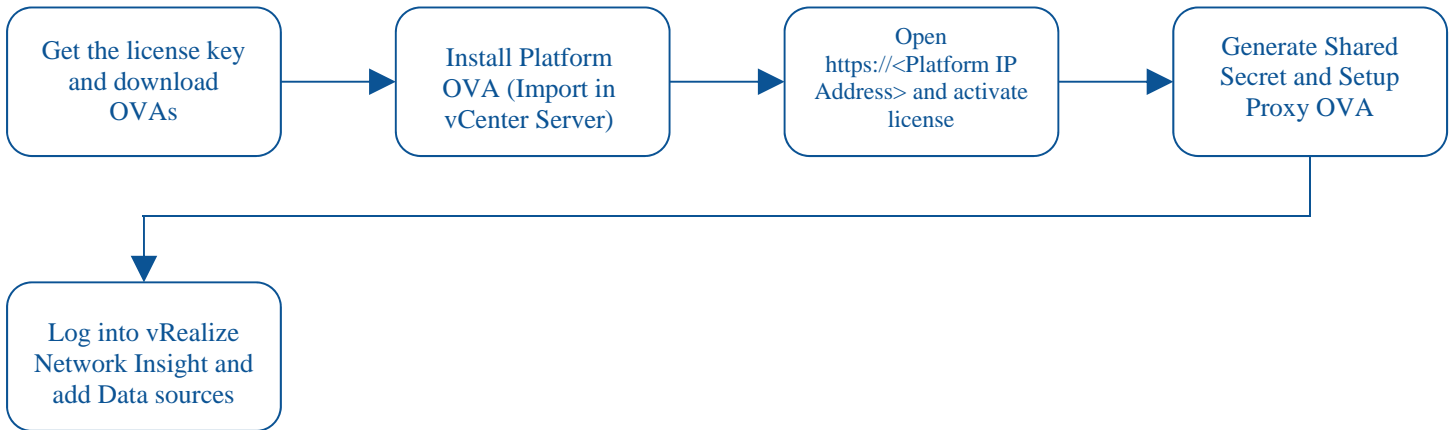 Get the license key
and download
OVAs
Install Platform
OVA (Import in
vCenter Server)
Open
https://<Platform IP
Address> and activate
license
Generate Shared
Secret and Setup
Proxy OVA
Log into vRealize
Network Insight and
add Data sources